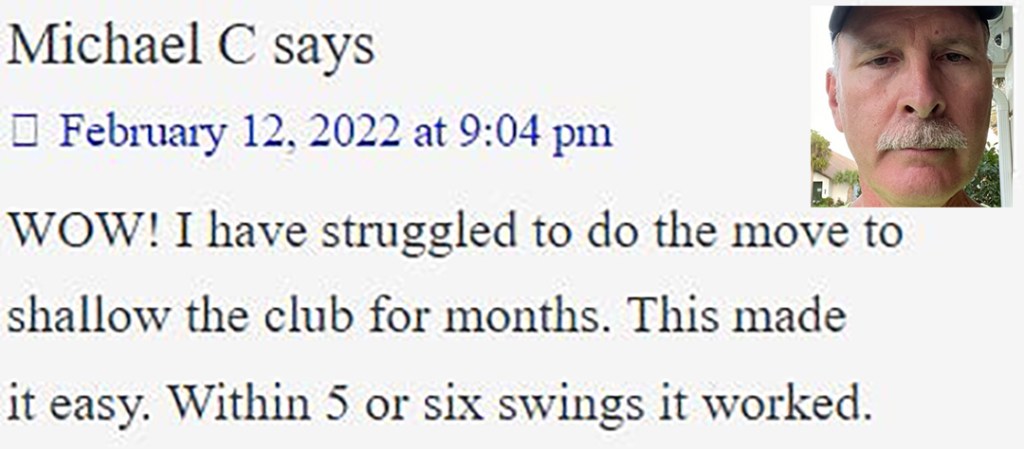 Michael C says
February 12, 2022 at 9:04 pm
WOW! I have struggled to do the move to
shallow the club for months. This made
it easy. Within 5 or six swings it worked.